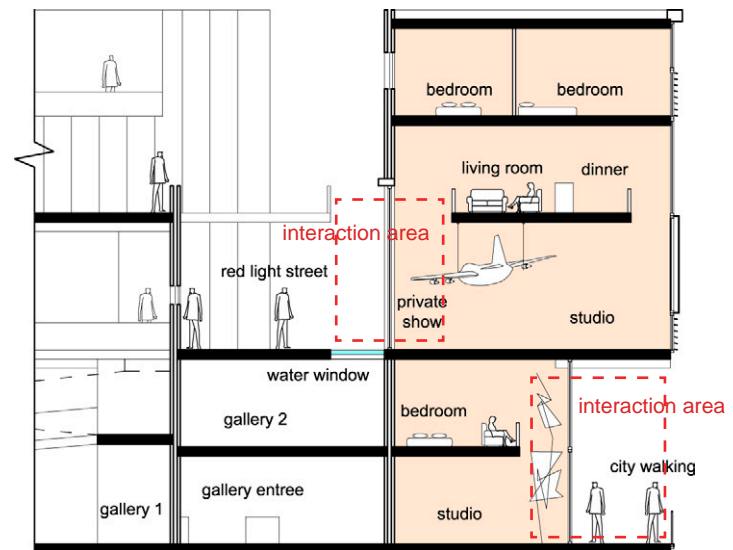 bedroom
bedroom
living room
dinner
interaction area
red light street
private
show
studio
water window
interaction area
bedroom
gallery 2
city walking
gallery entree
gallery 1
studio